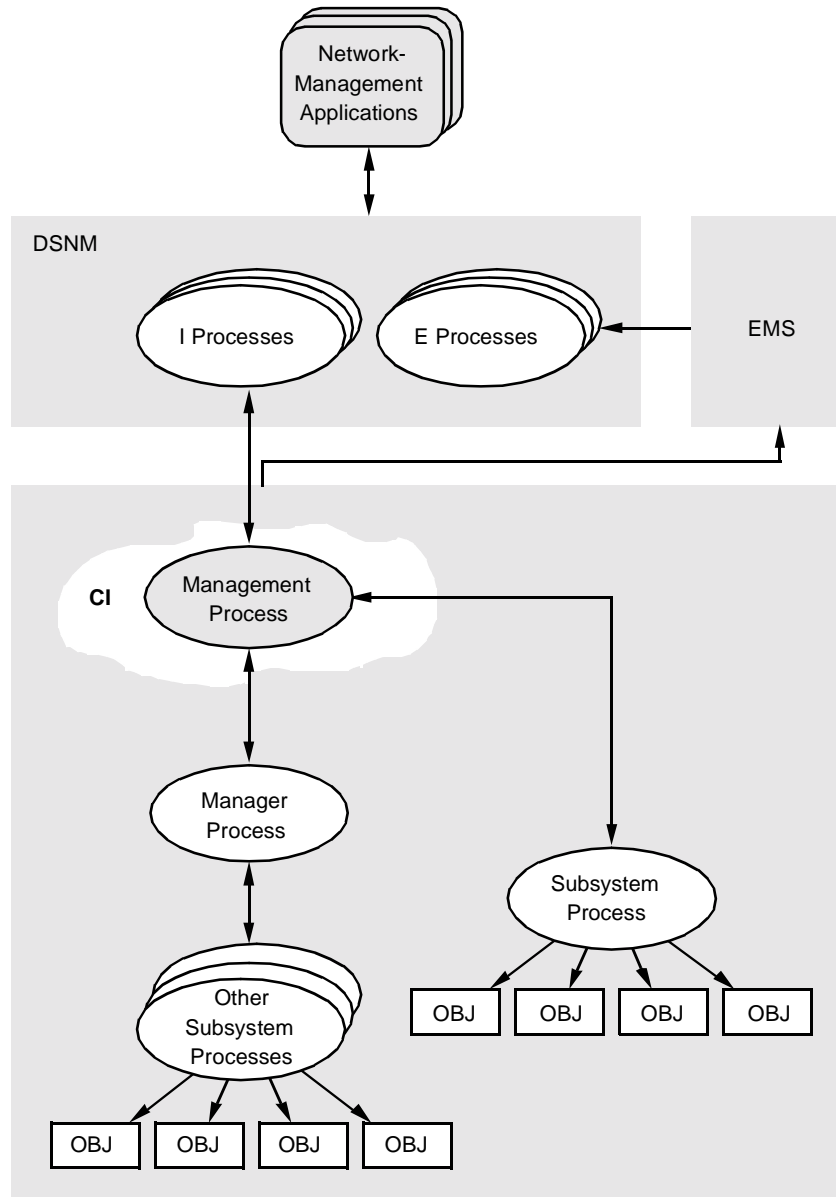 Network-
Management
Applications
DSNM
I Processes
E Processes
EMS
CI
Management
Process
Manager
Process
Subsystem
Process
OBJ OBJ OBJ OBJ
Other
Subsystem
Processes
OBJ OBJ OBJ OBJ